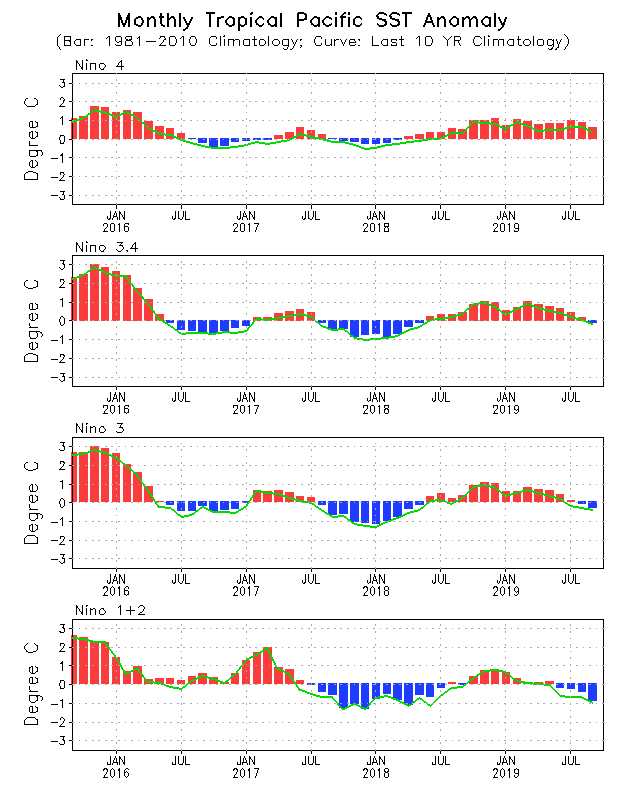 Monthly Tropical Pacific SST Anomaly
(Bar: 1981-2010 Climatology; Curve: Last 10 YR Climatology)
Nino 4
Degree C
3
2
1
0
-1
-2
-3
JAN JUL JAN JUL JAN JUL JAN JUL
2016 2017 2018 2019
Nino 3.4
Degree C
3
2
1
0
-1
-2
-3
JAN JUL JAN JUL JAN JUL JAN JUL
2016 2017 2018 2019
Nino 3
Degree C
3
2
1
0
-1
-2
-3
JAN JUL JAN JUL JAN JUL JAN JUL
2016 2017 2018 2019
Nino 1+2
Degree C
3
2
1
0
-1
-2
-3
JAN JUL JAN JUL JAN JUL JAN JUL
2016 2017 2018 2019